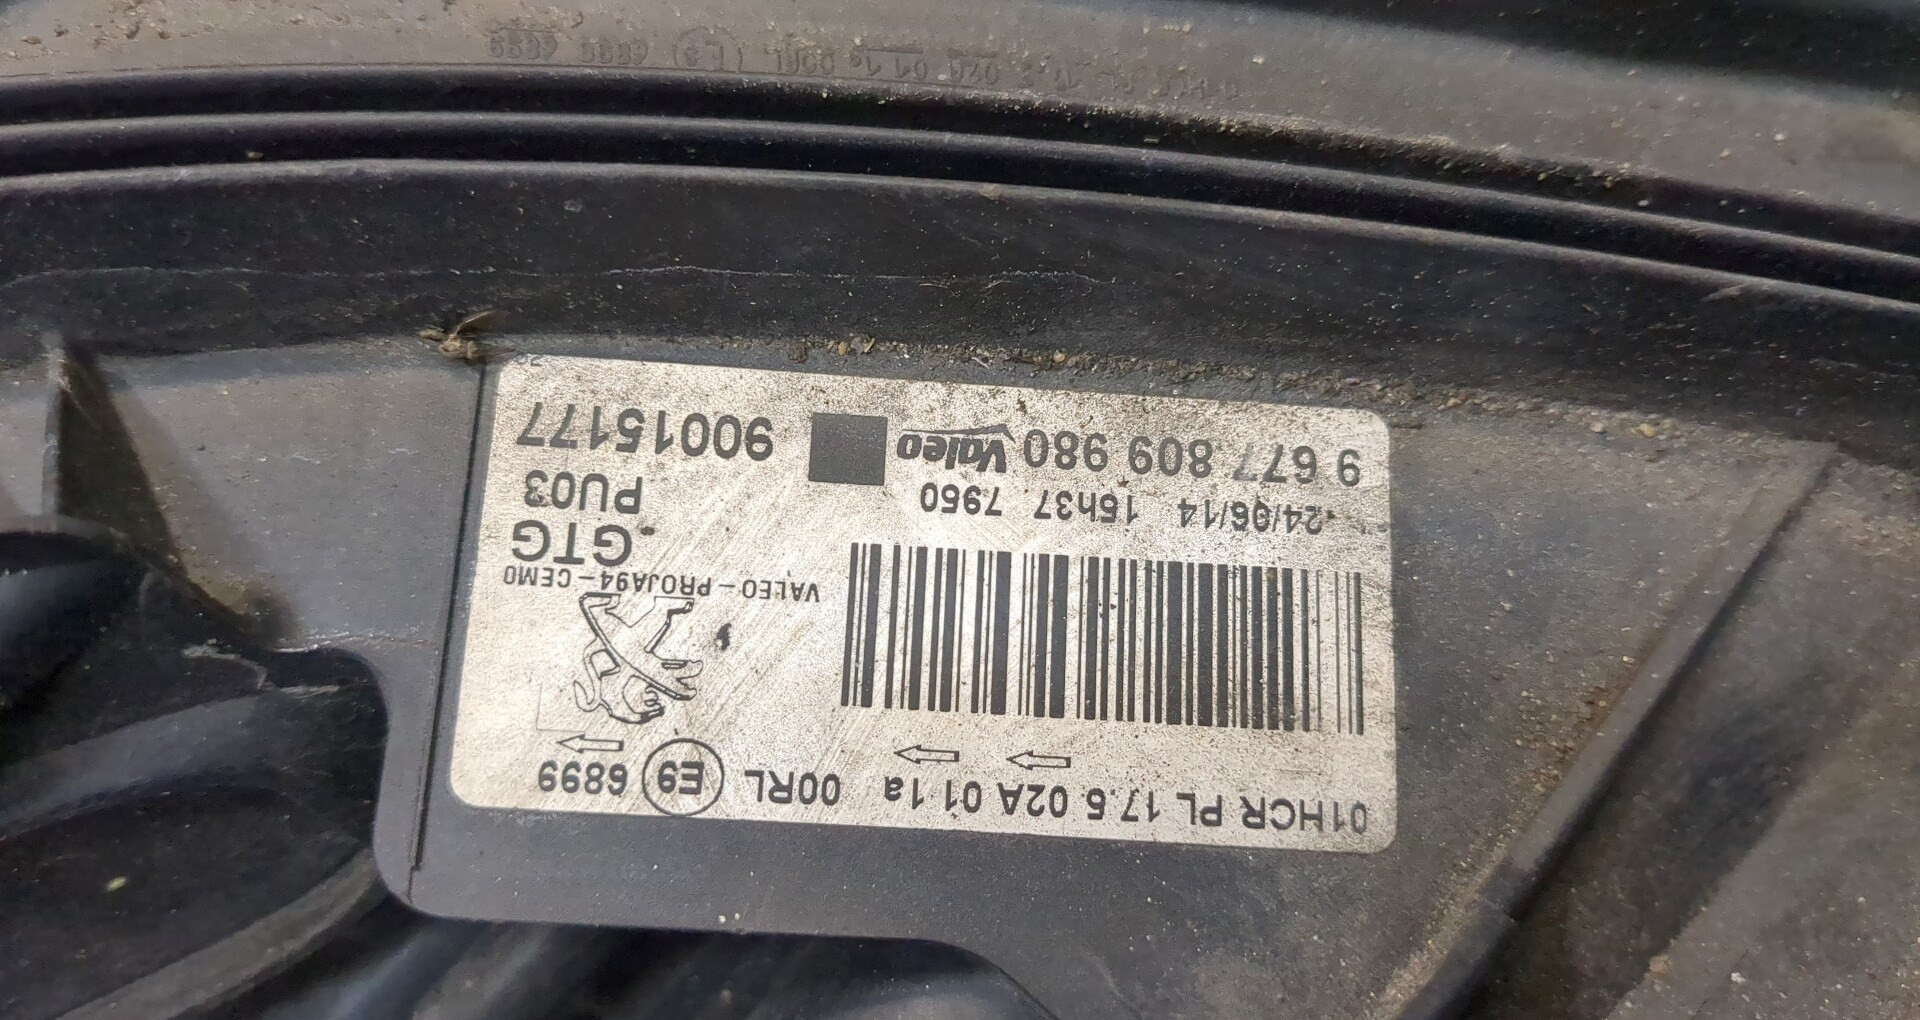 01HCR PL 17.5 02A 01 1a 00RL E9 6899
VALEO-PROJA94-CEM0
GTG
24/06/14 15h37 7950
PU03
9 677 809 980 Valeo 90015177